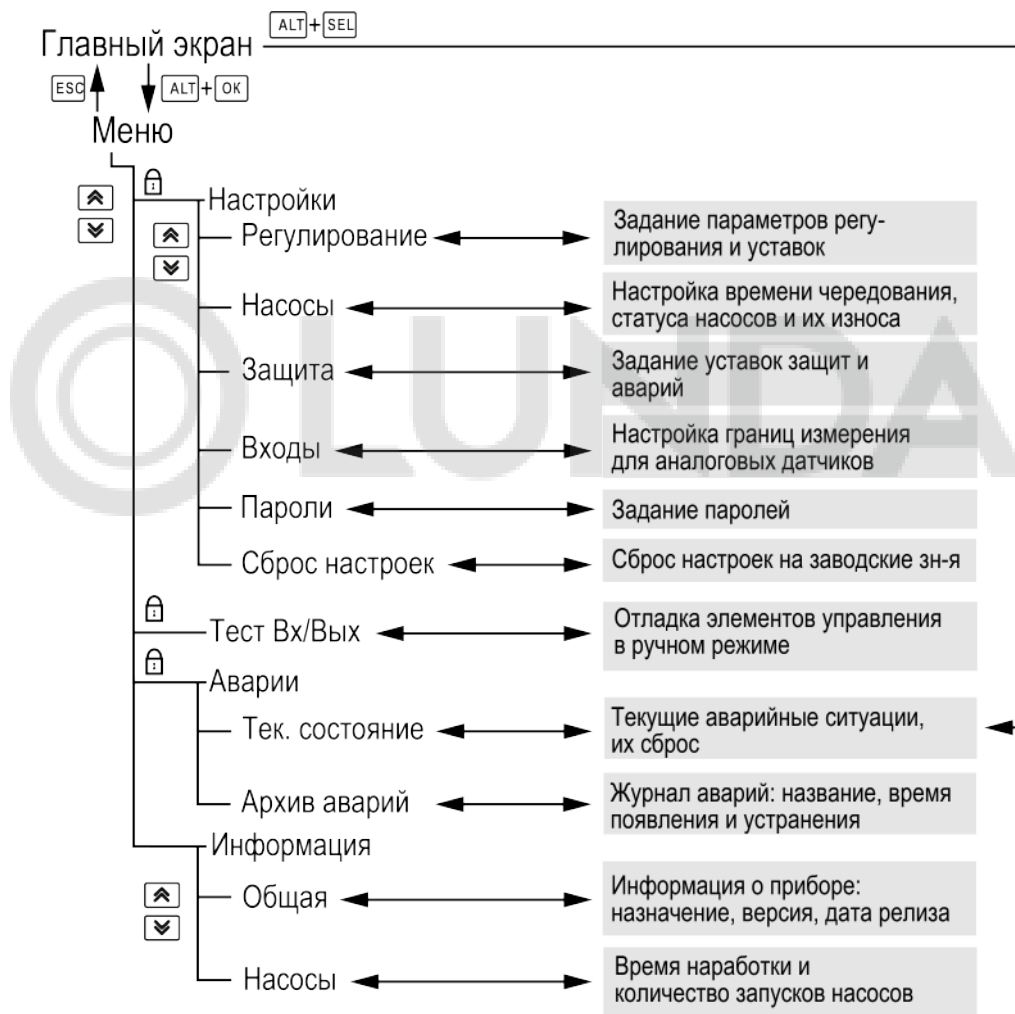 ALT+SEL
Главный экран
ESC ALT+OK
Меню
Настройки
Регулирование
Задание параметров регу-
лирования и уставок
Насосы
Настройка времени чередования,
статуса насосов и их износа
Защита
Задание уставок защит и
аварий
Входы
Настройка границ измерения
для аналоговых датчиков
Пароли
Задание паролей
Сброс настроек
Сброс настроек на заводские зн-я
Тест Вх/Вых
Отладка элементов управления
в ручном режиме
Аварии
Тек. состояние
Текущие аварийные ситуации,
их сброс
Архив аварий
Журнал аварий: название, время
появления и устранения
Информация
Общая
Информация о приборе:
назначение, версия, дата релиза
Насосы
Время наработки и
количество запусков насосов
LUNDA